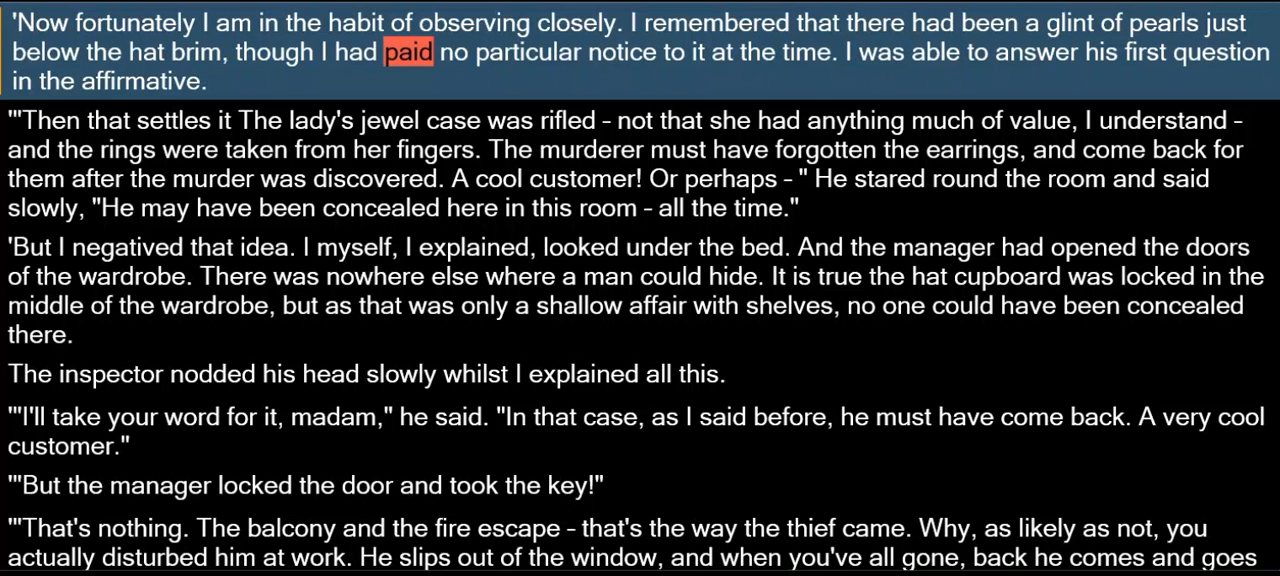 'Now fortunately I am in the habit of observing closely. I remembered that there had been a glint of pearls just
below the hat brim, though I had paid no particular notice to it at the time. I was able to answer his first question
in the affirmative.
'"Then that settles it The lady's jewel case was rifled - not that she had anything much of value, I understand -
and the rings were taken from her fingers. The murderer must have forgotten the earrings, and come back for
them after the murder was discovered. A cool customer! Or perhaps - " He stared round the room and said
slowly, "He may have been concealed here in this room - all the time."
'But I negatived that idea. I myself, I explained, looked under the bed. And the manager had opened the doors
of the wardrobe. There was nowhere else where a man could hide. It is true the hat cupboard was locked in the
middle of the wardrobe, but as that was only a shallow affair with shelves, no one could have been concealed
there.
The inspector nodded his head slowly whilst I explained all this.
'"I'll take your word for it, madam," he said. "In that case, as I said before, he must have come back. A very cool
customer."
'"But the manager locked the door and took the key!"
'"That's nothing. The balcony and the fire escape - that's the way the thief came. Why, as likely as not, you
actually disturbed him at work. He slips out of the window, and when you've all gone, back he comes and goes